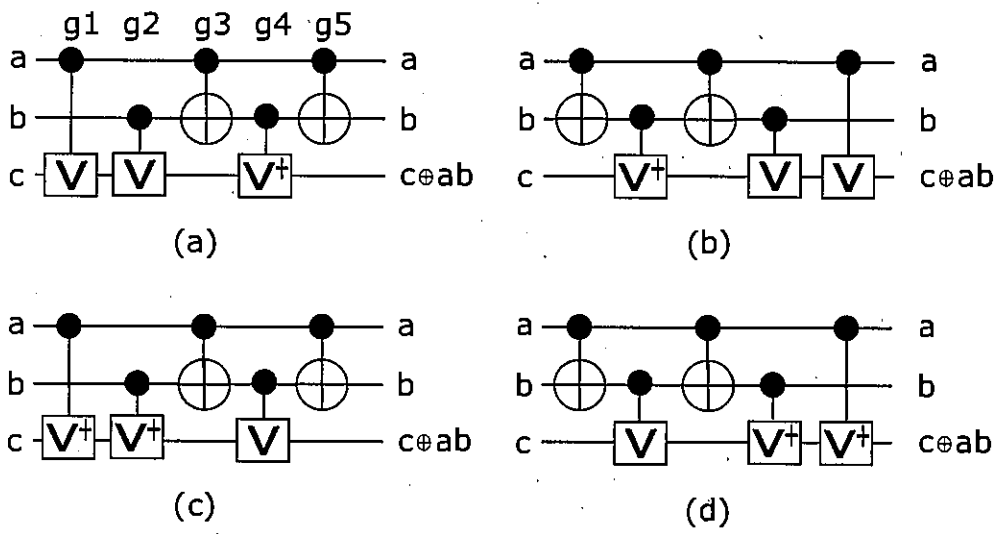 g1 g2 g3 g4 g5
a a
b b
c V V V† c⊕ab
(a)
a a
b b
c V† V V c⊕ab
(b)
a a
b b
c V† V† V c⊕ab
(c)
a a
b b
c V V† V† c⊕ab
(d)